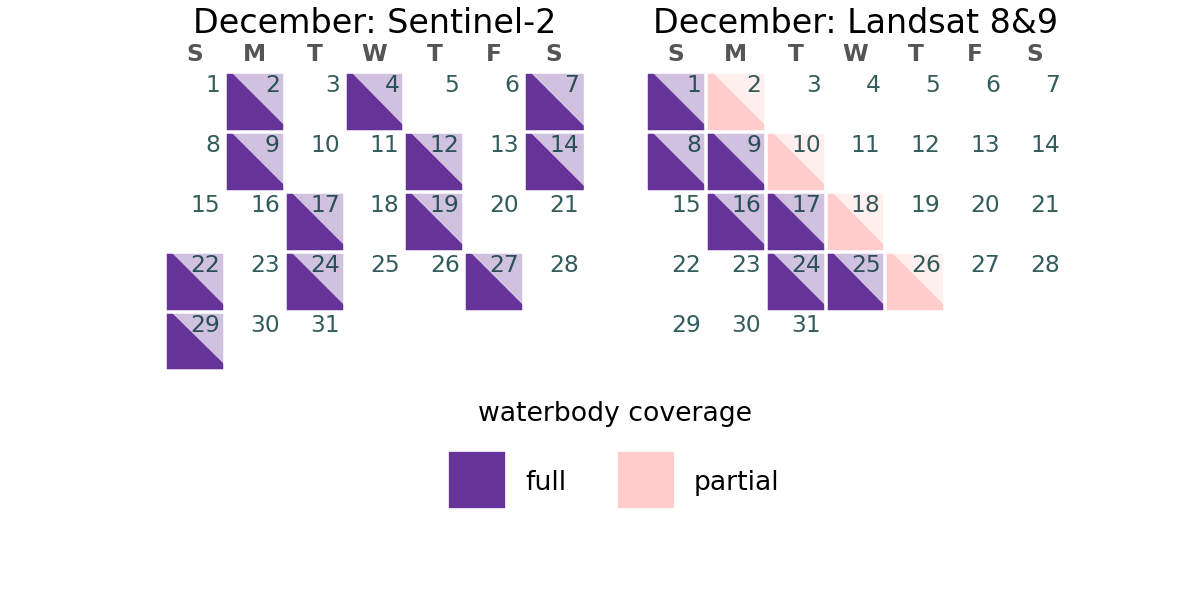 December: Sentinel-2
S M T W T F S
1 2 3 4 5 6 7
8 9 10 11 12 13 14
15 16 17 18 19 20 21
22 23 24 25 26 27 28
29 30 31
December: Landsat 8&9
S M T W T F S
1 2 3 4 5 6 7
8 9 10 11 12 13 14
15 16 17 18 19 20 21
22 23 24 25 26 27 28
29 30 31
waterbody coverage
full
partial